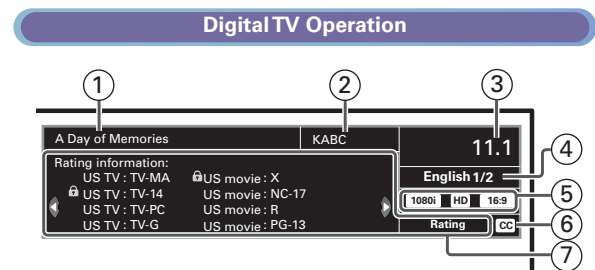 Digital TV Operation
1 2 3
A Day of Memories KABC 11.1
Rating information:
US TV : TV-MA US movie : X
US TV : TV-14 US movie : NC-17
US TV : TV-PC US movie : R
US TV : TV-G US movie : PG-13
English 1/2 4
1080i HD 16:9 5
Rating CC 6
7